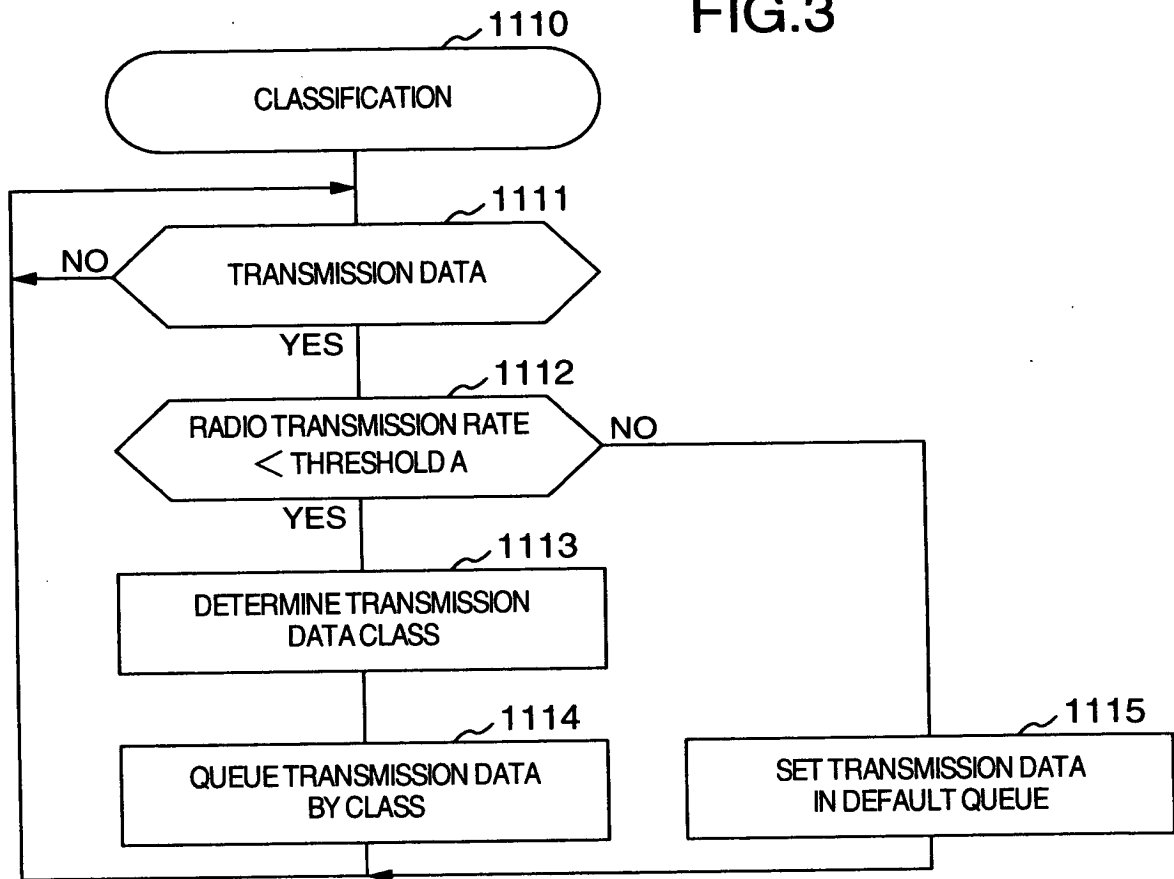 FIG.3
1110
CLASSIFICATION
1111
NO
TRANSMISSION DATA
YES
1112
RADIO TRANSMISSION RATE
< THRESHOLD A
NO
YES
1113
DETERMINE TRANSMISSION
DATA CLASS
1114
QUEUE TRANSMISSION DATA
BY CLASS
1115
SET TRANSMISSION DATA
IN DEFAULT QUEUE